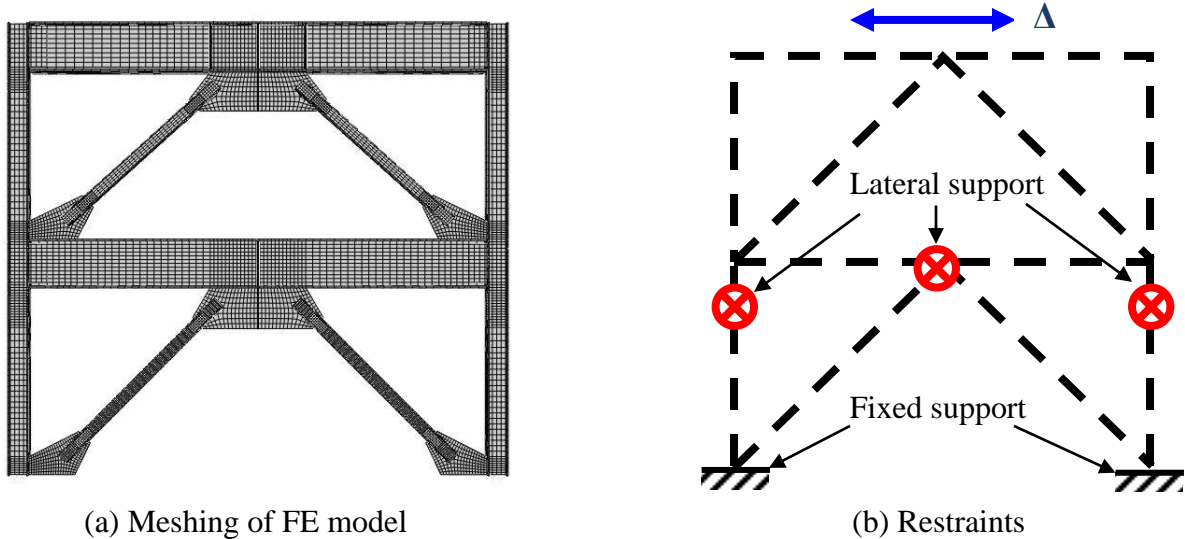 Δ
Lateral support
Fixed support
(a) Meshing of FE model
(b) Restraints